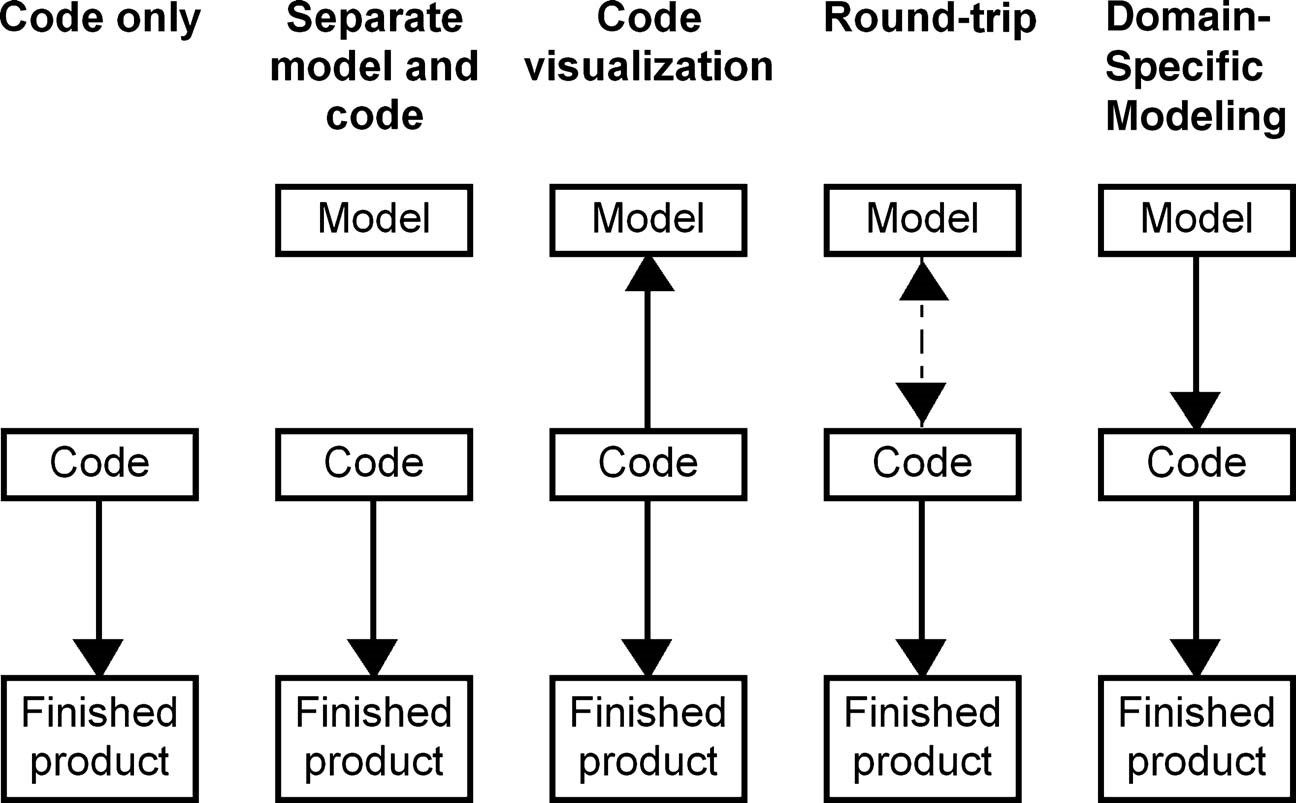 Code only
Separate
model and
code
Code
visualization
Round-trip
Domain-
Specific
Modeling
Model
Model
Model
Model
Code
Code
Code
Code
Code
Finished
product
Finished
product
Finished
product
Finished
product
Finished
product